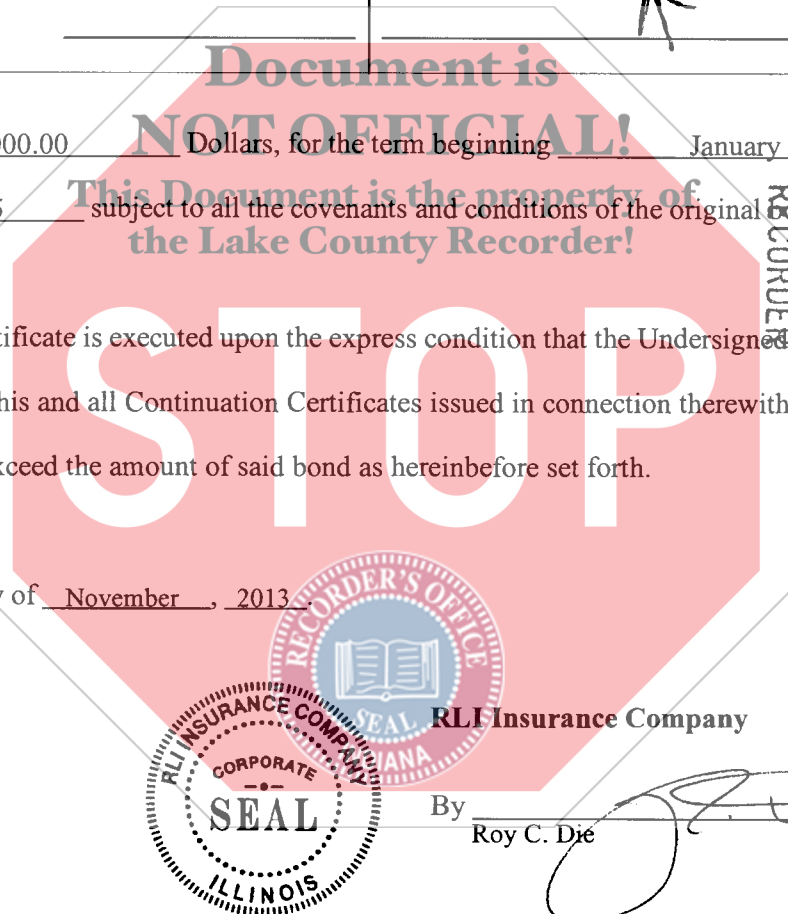 Document is
NOT OFFICIAL!
00.00 Dollars, for the term beginning January
This Document is the property of
subject to all the covenants and conditions of the original
the Lake County Recorder!
RECORDER
STOP
tificate is executed upon the express condition that the Undersigned
his and all Continuation Certificates issued in connection therewith
xceed the amount of said bond as hereinbefore set forth.
of November, 2013.
RECORDER'S OFFICE
SEAL
INDIANA
RLI INSURANCE COMPANY
CORPORATE
SEAL
ILLINOIS
RLI Insurance Company
By
Roy C. Die